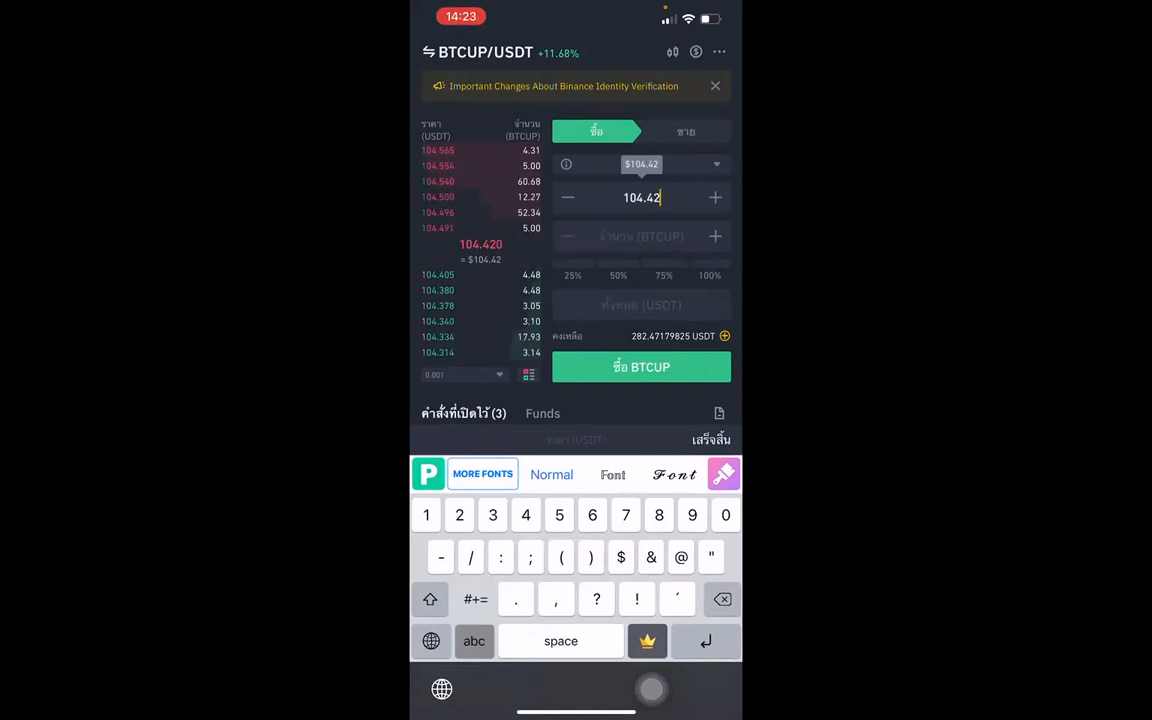 14:23
BTCUP/USDT +11.68%
Important Changes About Binance Identity Verification
ราคา
(USDT)
จำนวน
(BTCUP)
104.565 4.31
104.554 5.00
104.540 60.68
104.500 12.27
104.496 52.34
104.491 5.00
104.420
≈ $104.42
104.405 4.48
104.380 4.48
104.378 3.05
104.340 3.10
104.334 17.93
104.314 3.14
0.001
ซื้อ ขาย
$104.42
104.42
จำนวน (BTCUP)
25% 50% 75% 100%
ทั้งหมด (USDT)
คงเหลือ 282.47179825 USDT
ซื้อ BTCUP
คำสั่งที่เปิดไว้ (3) Funds
ราคา (USDT) เสร็จสิ้น
P MORE FONTS Normal Font Font
1 2 3 4 5 6 7 8 9 0
- / : ; ( ) $ & @ "
#+= . , ? ! ´
abc space